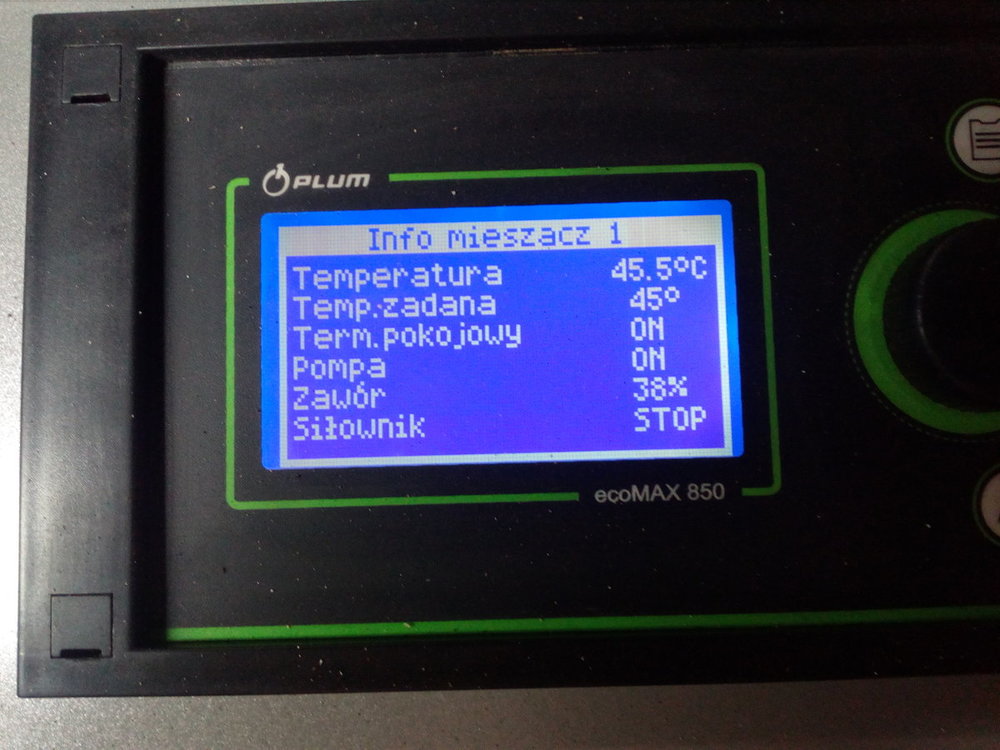 PLUM
Info mieszacz 1
Temperatura 45.5°C
Temp.zadana 45°
Term.pokojowy ON
Pompa ON
Zawór 38%
Siłownik STOP
ecoMAX 850